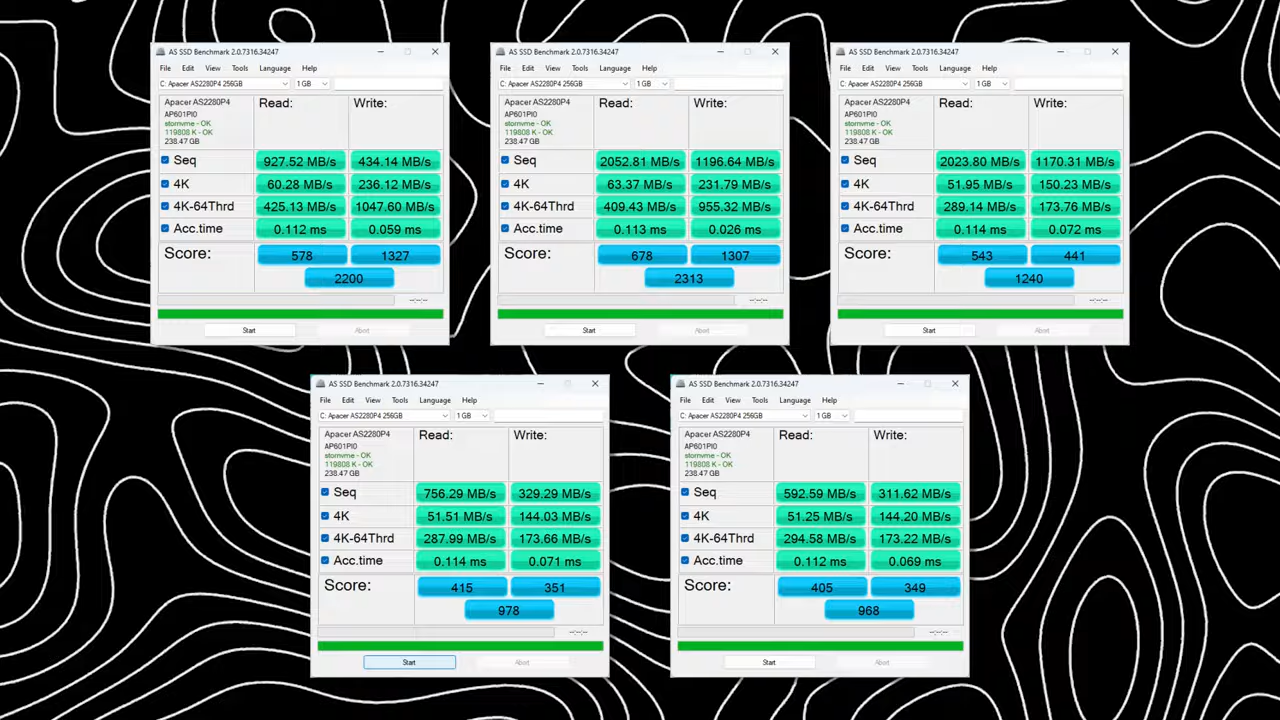 AS SSD Benchmark 2.0.7316.34247
File Edit View Tools Language Help
C: Apacer AS2280P4 256GB 1 GB
Apacer AS2280P4 Read: Write:
AP601PI0
stornvme - OK
119808 K - OK
238.47 GB
Seq 927.52 MB/s 434.14 MB/s
4K 60.28 MB/s 236.12 MB/s
4K-64Thrd 425.13 MB/s 1047.60 MB/s
Acc.time 0.112 ms 0.059 ms
Score: 578 1327
2200
--:--:--
Start Abort
AS SSD Benchmark 2.0.7316.34247
File Edit View Tools Language Help
C: Apacer AS2280P4 256GB 1 GB
Apacer AS2280P4 Read: Write:
AP601PI0
stornvme - OK
119808 K - OK
238.47 GB
Seq 2052.81 MB/s 1196.64 MB/s
4K 63.37 MB/s 231.79 MB/s
4K-64Thrd 409.43 MB/s 955.32 MB/s
Acc.time 0.113 ms 0.026 ms
Score: 678 1307
2313
--:--:--
Start Abort
AS SSD Benchmark 2.0.7316.34247
File Edit View Tools Language Help
C: Apacer AS2280P4 256GB 1 GB
Apacer AS2280P4 Read: Write:
AP601PI0
stornvme - OK
119808 K - OK
238.47 GB
Seq 2023.80 MB/s 1170.31 MB/s
4K 51.95 MB/s 150.23 MB/s
4K-64Thrd 289.14 MB/s 173.76 MB/s
Acc.time 0.114 ms 0.072 ms
Score: 543 441
1240
--:--:--
Start Abort
AS SSD Benchmark 2.0.7316.34247
File Edit View Tools Language Help
C: Apacer AS2280P4 256GB 1 GB
Apacer AS2280P4 Read: Write:
AP601PI0
stornvme - OK
119808 K - OK
238.47 GB
Seq 756.29 MB/s 329.29 MB/s
4K 51.51 MB/s 144.03 MB/s
4K-64Thrd 287.99 MB/s 173.66 MB/s
Acc.time 0.114 ms 0.071 ms
Score: 415 351
978
--:--:--
Start Abort
AS SSD Benchmark 2.0.7316.34247
File Edit View Tools Language Help
C: Apacer AS2280P4 256GB 1 GB
Apacer AS2280P4 Read: Write:
AP601PI0
stornvme - OK
119808 K - OK
238.47 GB
Seq 592.59 MB/s 311.62 MB/s
4K 51.25 MB/s 144.20 MB/s
4K-64Thrd 294.58 MB/s 173.22 MB/s
Acc.time 0.112 ms 0.069 ms
Score: 405 349
968
--:--:--
Start Abort